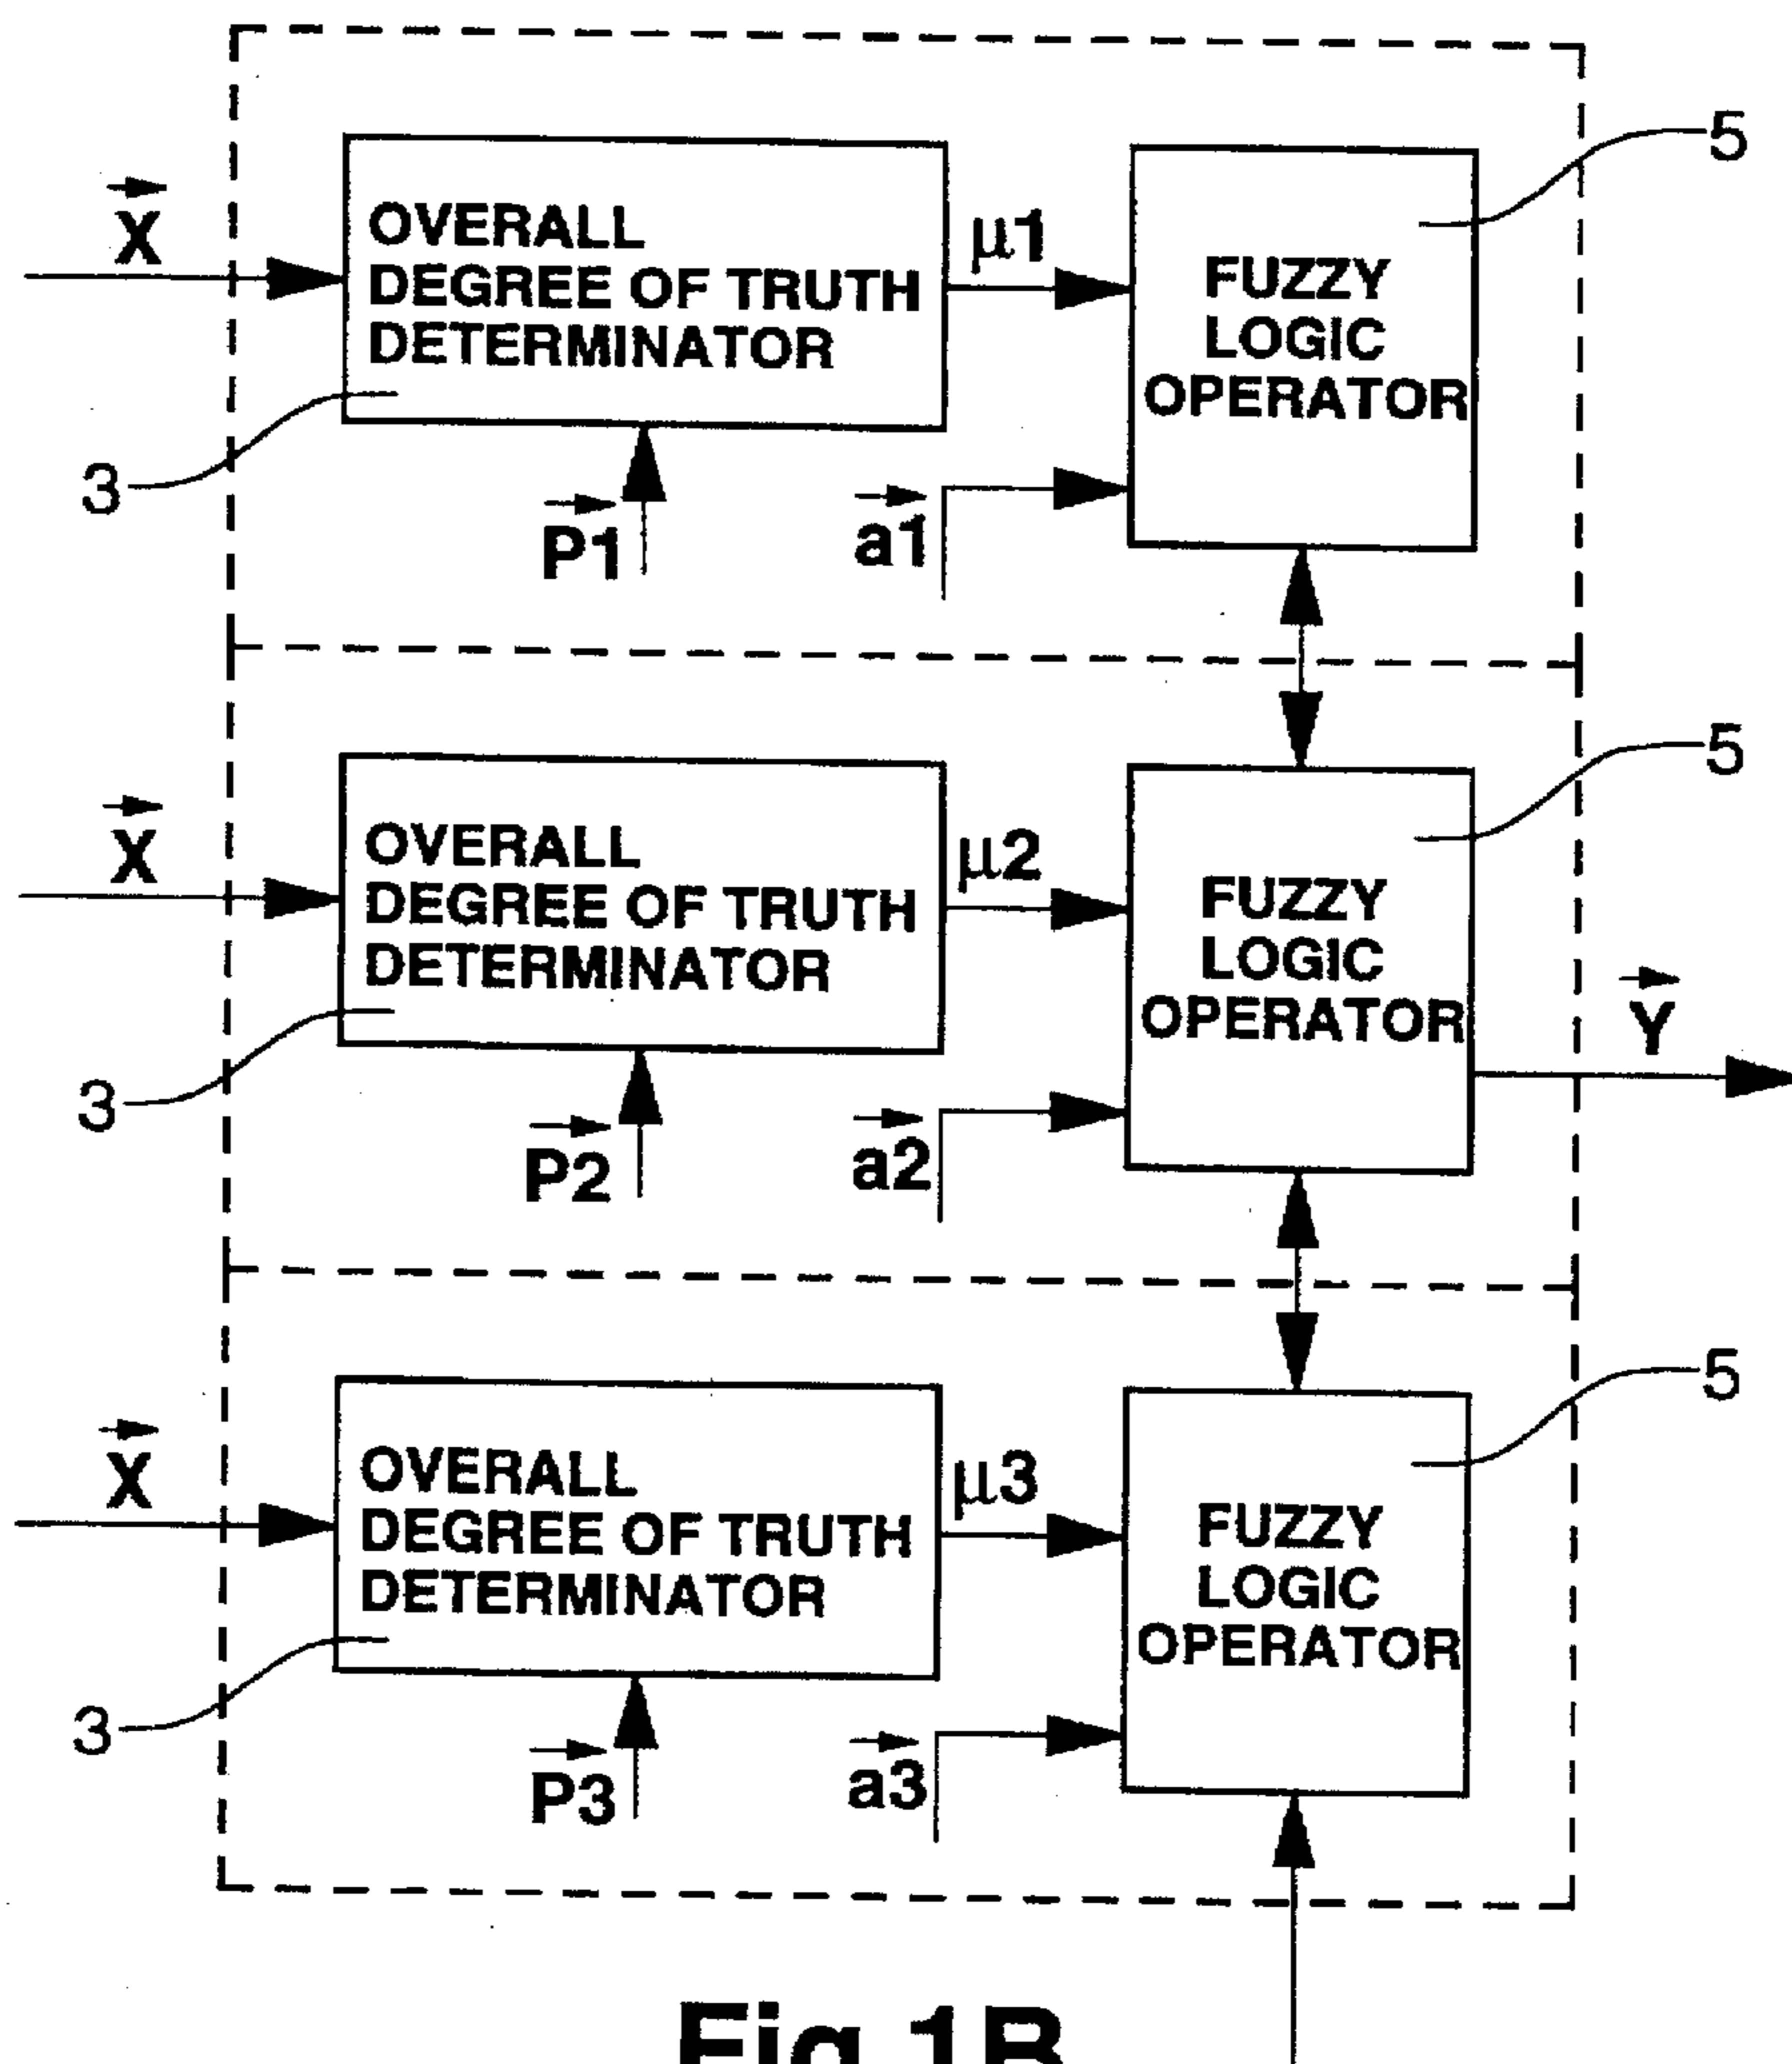 5
X
OVERALL
DEGREE OF TRUTH
DETERMINATOR
μ1
FUZZY
LOGIC
OPERATOR
3
P1
a1
5
X
OVERALL
DEGREE OF TRUTH
DETERMINATOR
μ2
FUZZY
LOGIC
OPERATOR
Y
3
P2
a2
5
X
OVERALL
DEGREE OF TRUTH
DETERMINATOR
μ3
FUZZY
LOGIC
OPERATOR
3
P3
a3
Fig 1B